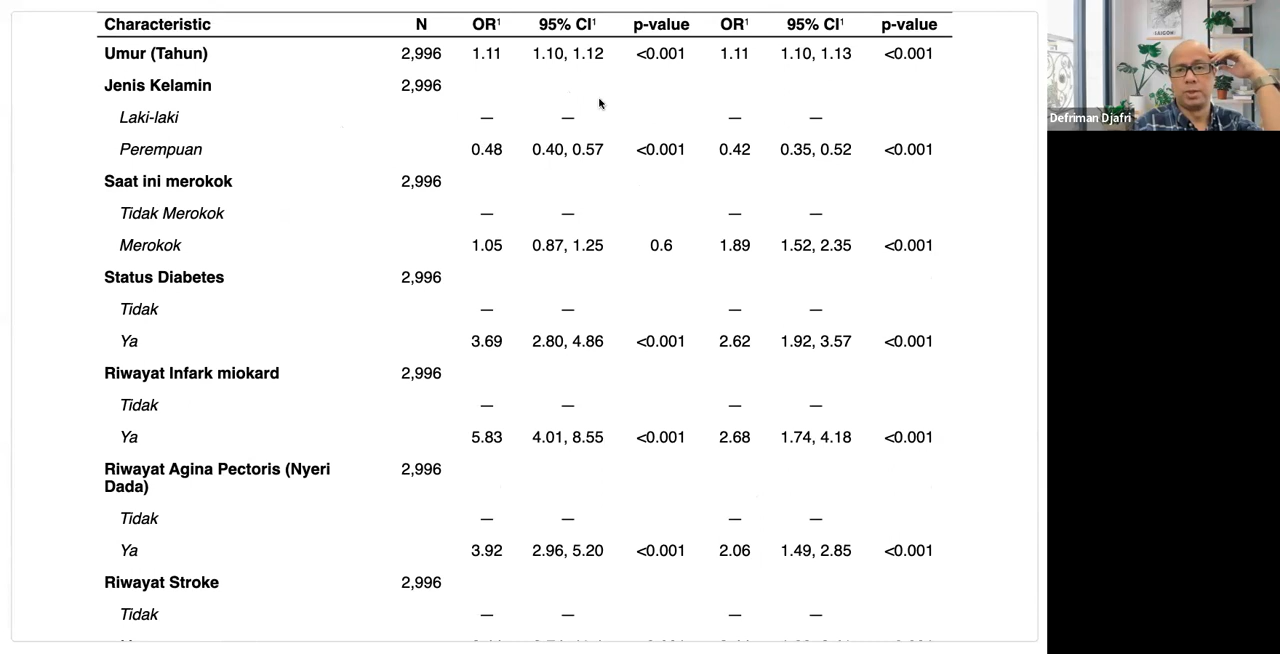 Characteristic N OR¹ 95% CI¹ p-value OR¹ 95% CI¹ p-value
Umur (Tahun) 2,996 1.11 1.10, 1.12 <0.001 1.11 1.10, 1.13 <0.001
Jenis Kelamin 2,996
Laki-laki — — — —
Perempuan 0.48 0.40, 0.57 <0.001 0.42 0.35, 0.52 <0.001
Saat ini merokok 2,996
Tidak Merokok — — — —
Merokok 1.05 0.87, 1.25 0.6 1.89 1.52, 2.35 <0.001
Status Diabetes 2,996
Tidak — — — —
Ya 3.69 2.80, 4.86 <0.001 2.62 1.92, 3.57 <0.001
Riwayat Infark miokard 2,996
Tidak — — — —
Ya 5.83 4.01, 8.55 <0.001 2.68 1.74, 4.18 <0.001
Riwayat Agina Pectoris (Nyeri 2,996
Dada)
Tidak — — — —
Ya 3.92 2.96, 5.20 <0.001 2.06 1.49, 2.85 <0.001
Riwayat Stroke 2,996
Tidak — — — —
Defriman Djafri